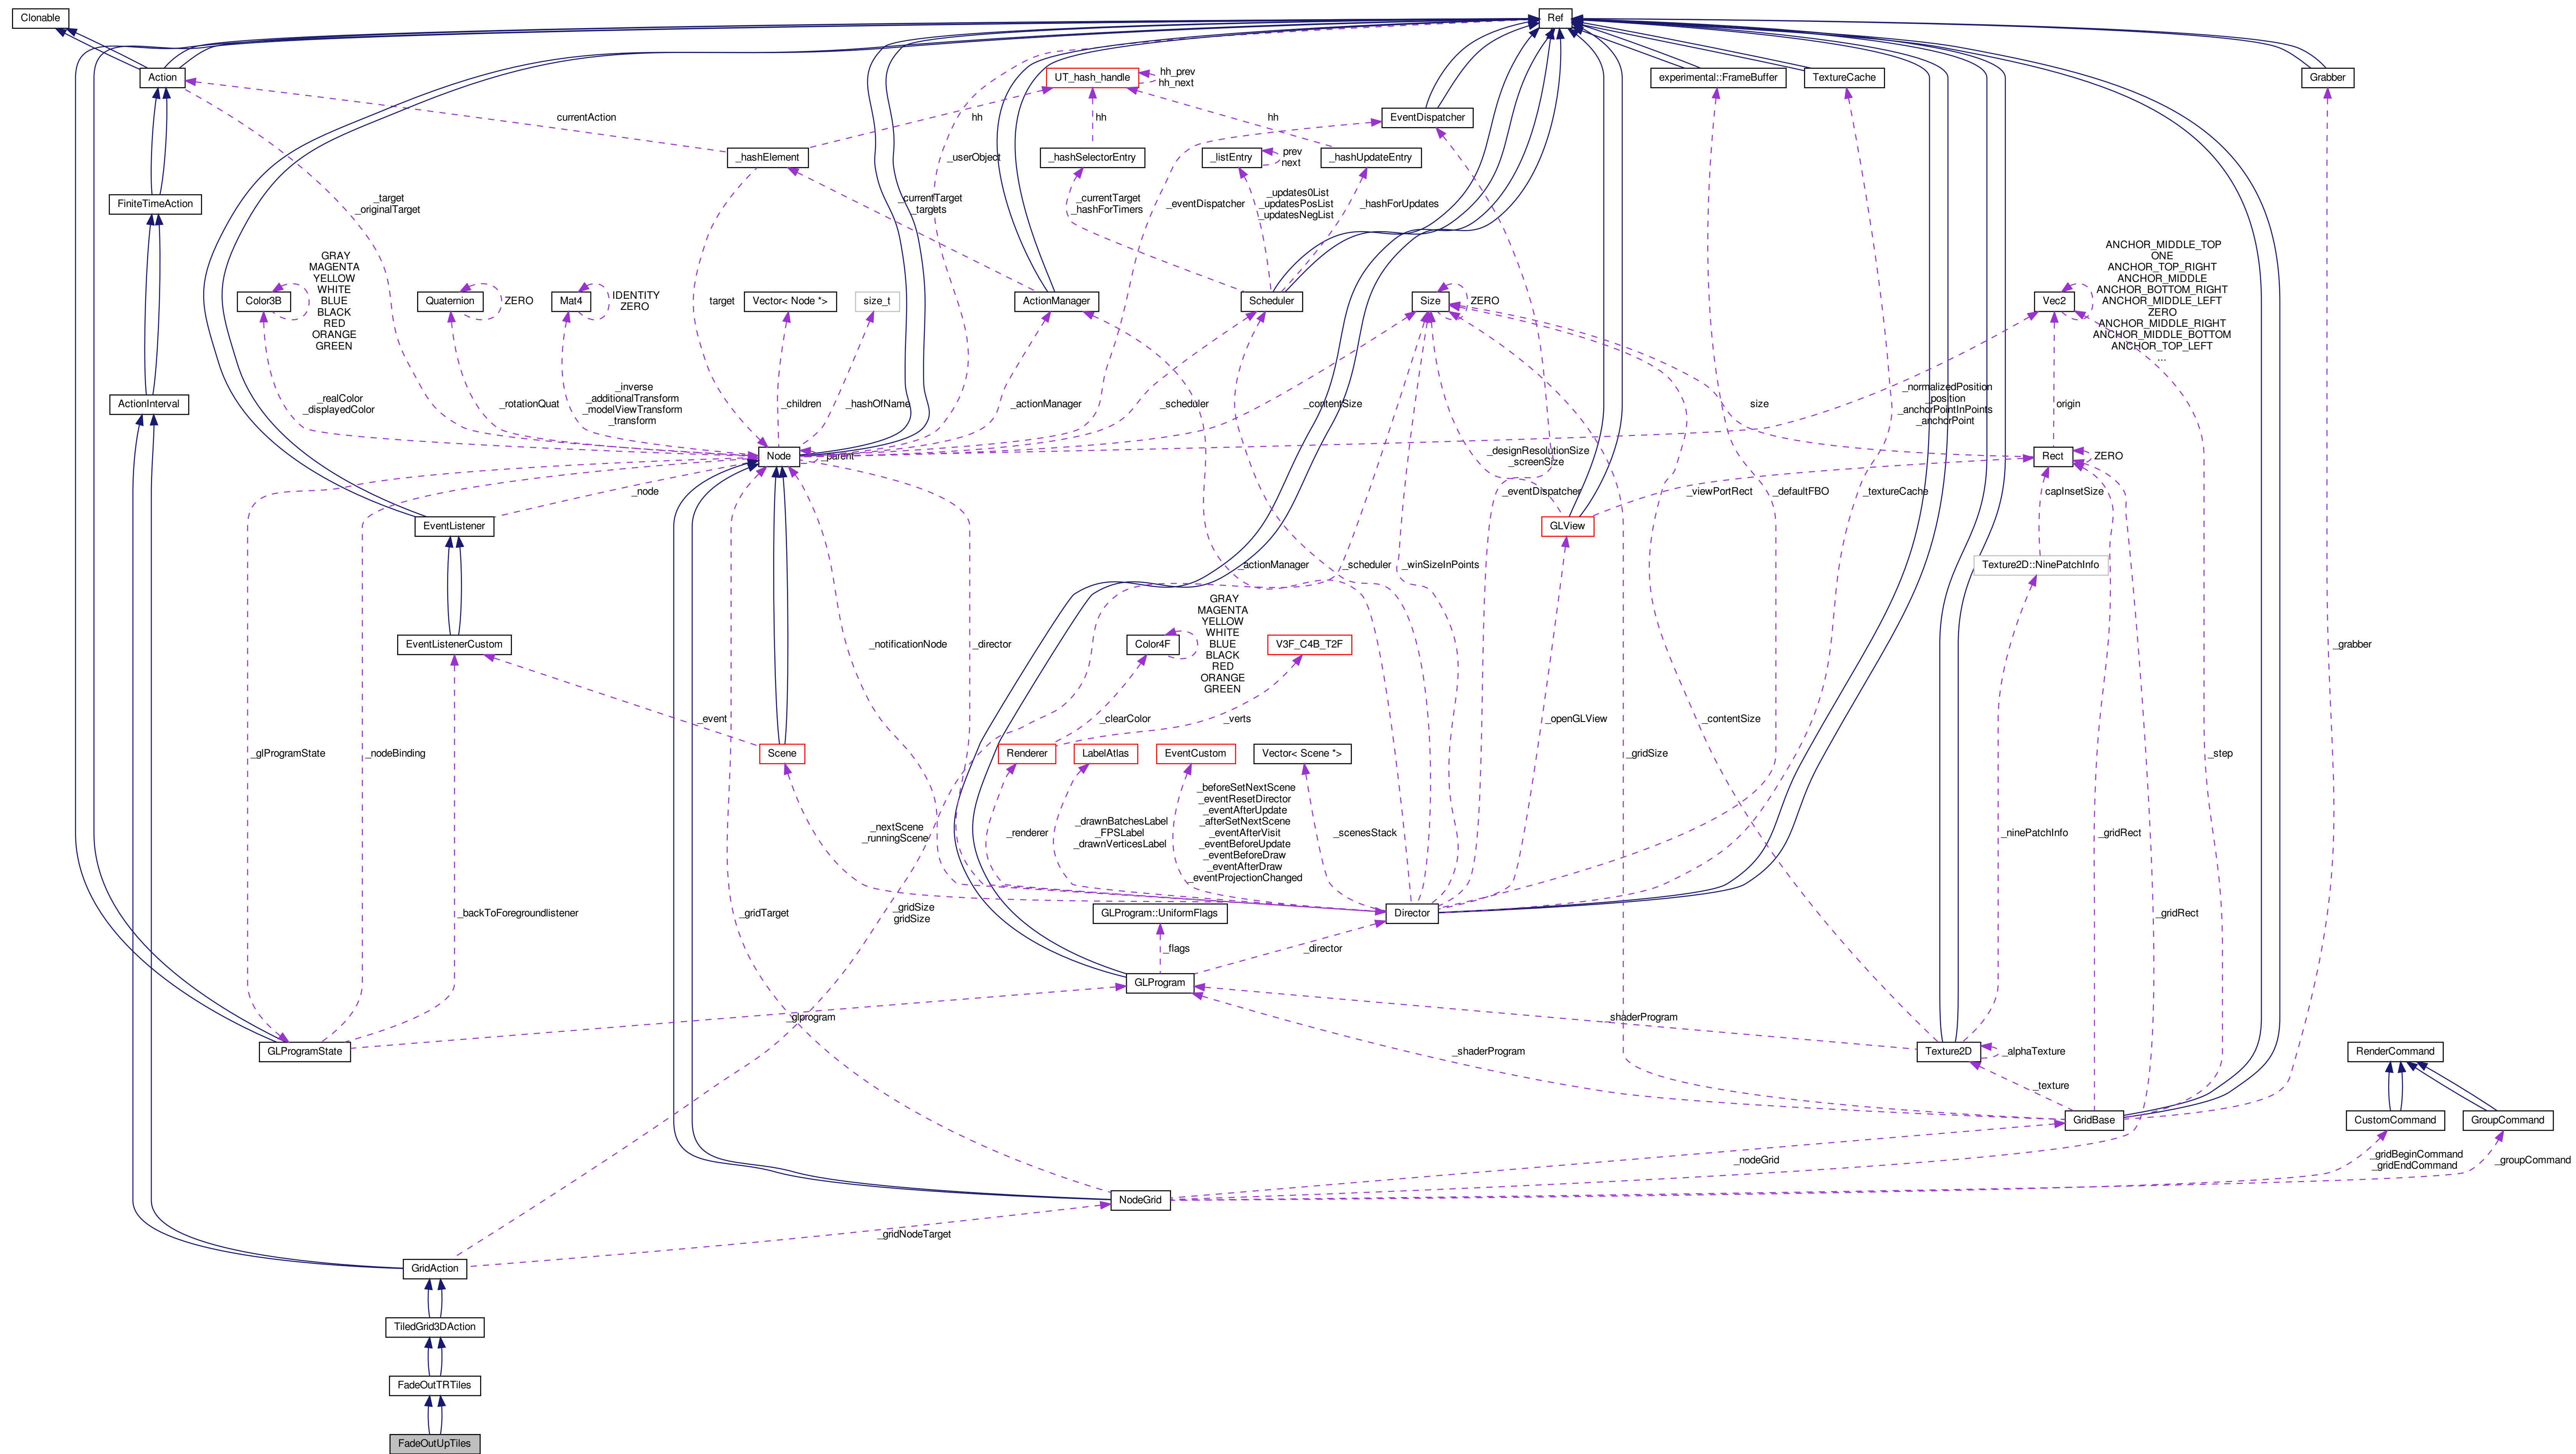 Clonable
Ref
Action
UT_hash_handle
hh_prev
hh_next
experimental::FrameBuffer
TextureCache
Grabber
currentAction
hh
hh
hh
EventDispatcher
_hashElement
_userObject
_hashSelectorEntry
_listEntry
prev
next
_hashUpdateEntry
FiniteTimeAction
_target
_originalTarget
_currentTarget
_targets
_currentTarget
_hashForTimers
_eventDispatcher
_updates0List
_updatesPosList
_updatesNegList
_hashForUpdates
GRAY
MAGENTA
YELLOW
WHITE
BLUE
BLACK
RED
ORANGE
GREEN
ANCHOR_MIDDLE_TOP
ONE
ANCHOR_TOP_RIGHT
ANCHOR_MIDDLE
ANCHOR_BOTTOM_RIGHT
ANCHOR_MIDDLE_LEFT
ZERO
ANCHOR_MIDDLE_RIGHT
ANCHOR_MIDDLE_BOTTOM
ANCHOR_TOP_LEFT
...
Color3B
Quaternion
ZERO
Mat4
IDENTITY
ZERO
target
Vector< Node *>
size_t
ActionManager
Scheduler
Size
ZERO
Vec2
ActionInterval
_realColor
_displayedColor
_rotationQuat
_inverse
_additionalTransform
_modelViewTransform
_transform
_children
_hashOfName
_actionManager
_scheduler
_contentSize
size
_normalizedPosition
_position
_anchorPointInPoints
_anchorPoint
origin
Node
_parent
_designResolutionSize
_screenSize
Rect
ZERO
_node
_eventDispatcher
_viewPortRect
_defaultFBO
_textureCache
capInsetSize
EventListener
GLView
_actionManager
_scheduler
_winSizeInPoints
Texture2D::NinePatchInfo
GRAY
MAGENTA
YELLOW
WHITE
BLUE
BLACK
RED
ORANGE
GREEN
EventListenerCustom
_notificationNode
_director
Color4F
V3F_C4B_T2F
_grabber
_event
_clearColor
_verts
_openGLView
_contentSize
_glProgramState
_nodeBinding
Scene
Renderer
LabelAtlas
EventCustom
Vector< Scene *>
_gridSize
_step
_nextScene
_runningScene
_renderer
_drawnBatchesLabel
_FPSLabel
_drawnVerticesLabel
_beforeSetNextScene
_eventResetDirector
_eventAfterUpdate
_afterSetNextScene
_eventAfterVisit
_eventBeforeUpdate
_eventBeforeDraw
_eventAfterDraw
_eventProjectionChanged
_scenesStack
_ninePatchInfo
_gridRect
_backToForegroundlistener
_gridTarget
_gridSize
gridSize
GLProgram::UniformFlags
Director
_gridRect
_flags
_director
GLProgram
_glprogram
_shaderProgram
GLProgramState
_shaderProgram
Texture2D
_alphaTexture
RenderCommand
_texture
GridBase
CustomCommand
GroupCommand
_nodeGrid
_gridBeginCommand
_gridEndCommand
_groupCommand
NodeGrid
_gridNodeTarget
GridAction
TiledGrid3DAction
FadeOutTRTiles
FadeOutUpTiles